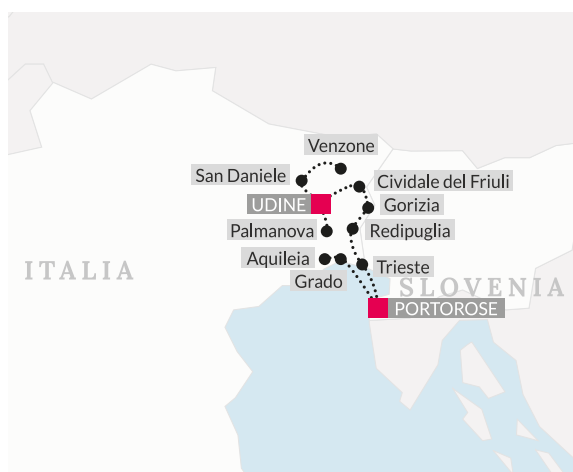 Venzone
San Daniele
Cividale del Friuli
UDINE
Gorizia
Palmanova
Redipuglia
Aquileia
Trieste
ITALIA
Grado
SLOVENIA
PORTOROSE